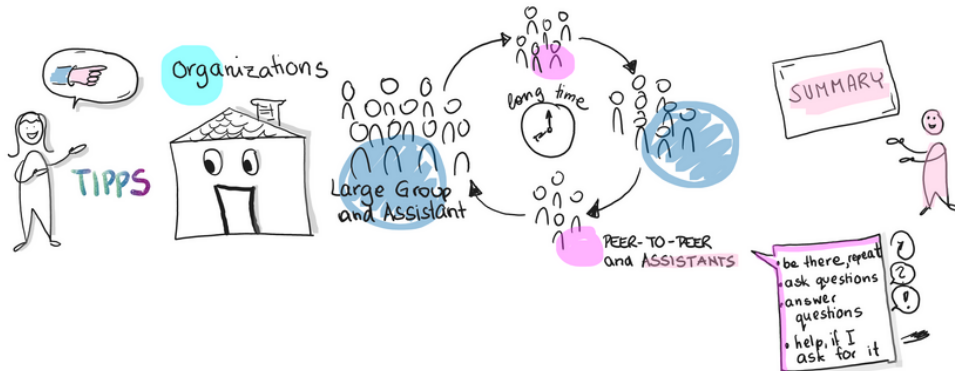 Organizations
TIPPS
Large Group
and Assistant
long time
PEER-TO-PEER
and ASSISTANTS
SUMMARY
• be there, repeat
• ask questions
• answer
questions
• help, if I
ask for it
?
!